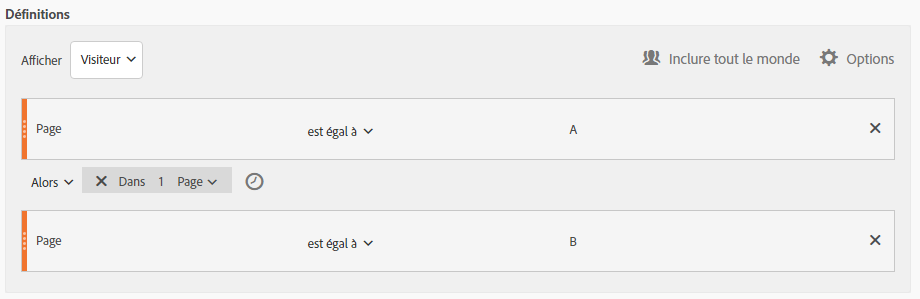 Définitions
Afficher Visiteur Inclure tout le monde Options
Page est égal à A
Alors Dans 1 Page
Page est égal à B